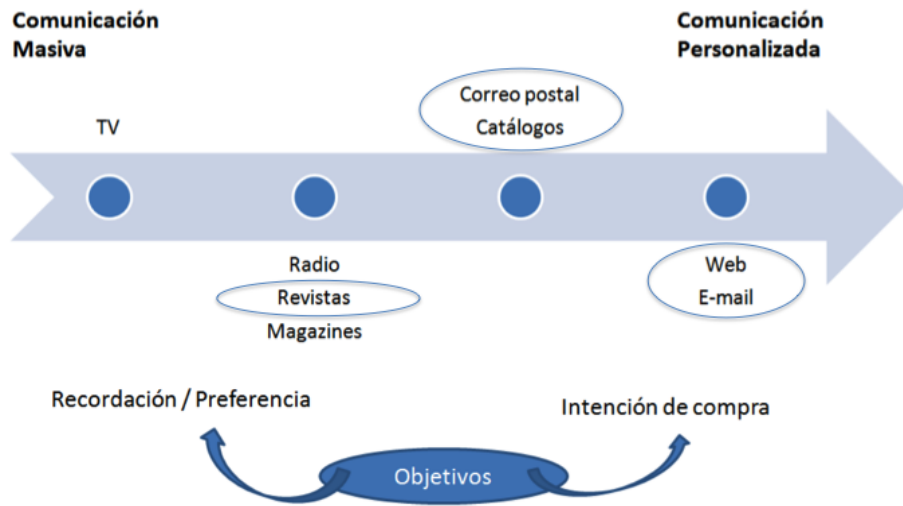 Comunicación
Masiva
Comunicación
Personalizada
TV
Correo postal
Catálogos
Radio
Revistas
Magazines
Web
E-mail
Recordación / Preferencia
Intención de compra
Objetivos